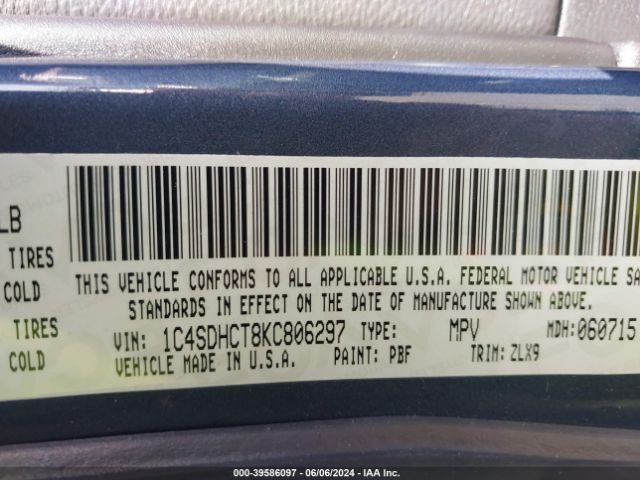 LB
TIRES
COLD
TIRES
COLD
THIS VEHICLE CONFORMS TO ALL APPLICABLE U.S.A. FEDERAL MOTOR VEHICLE SA
STANDARDS IN EFFECT ON THE DATE OF MANUFACTURE SHOWN ABOVE.
VIN: 1C4SDHCT8KC806297 TYPE: MPV MDH:060715
VEHICLE MADE IN U.S.A. PAINT: PBF TRIM: ZLX9
000-39586097 - 06/06/2024 - IAA Inc.